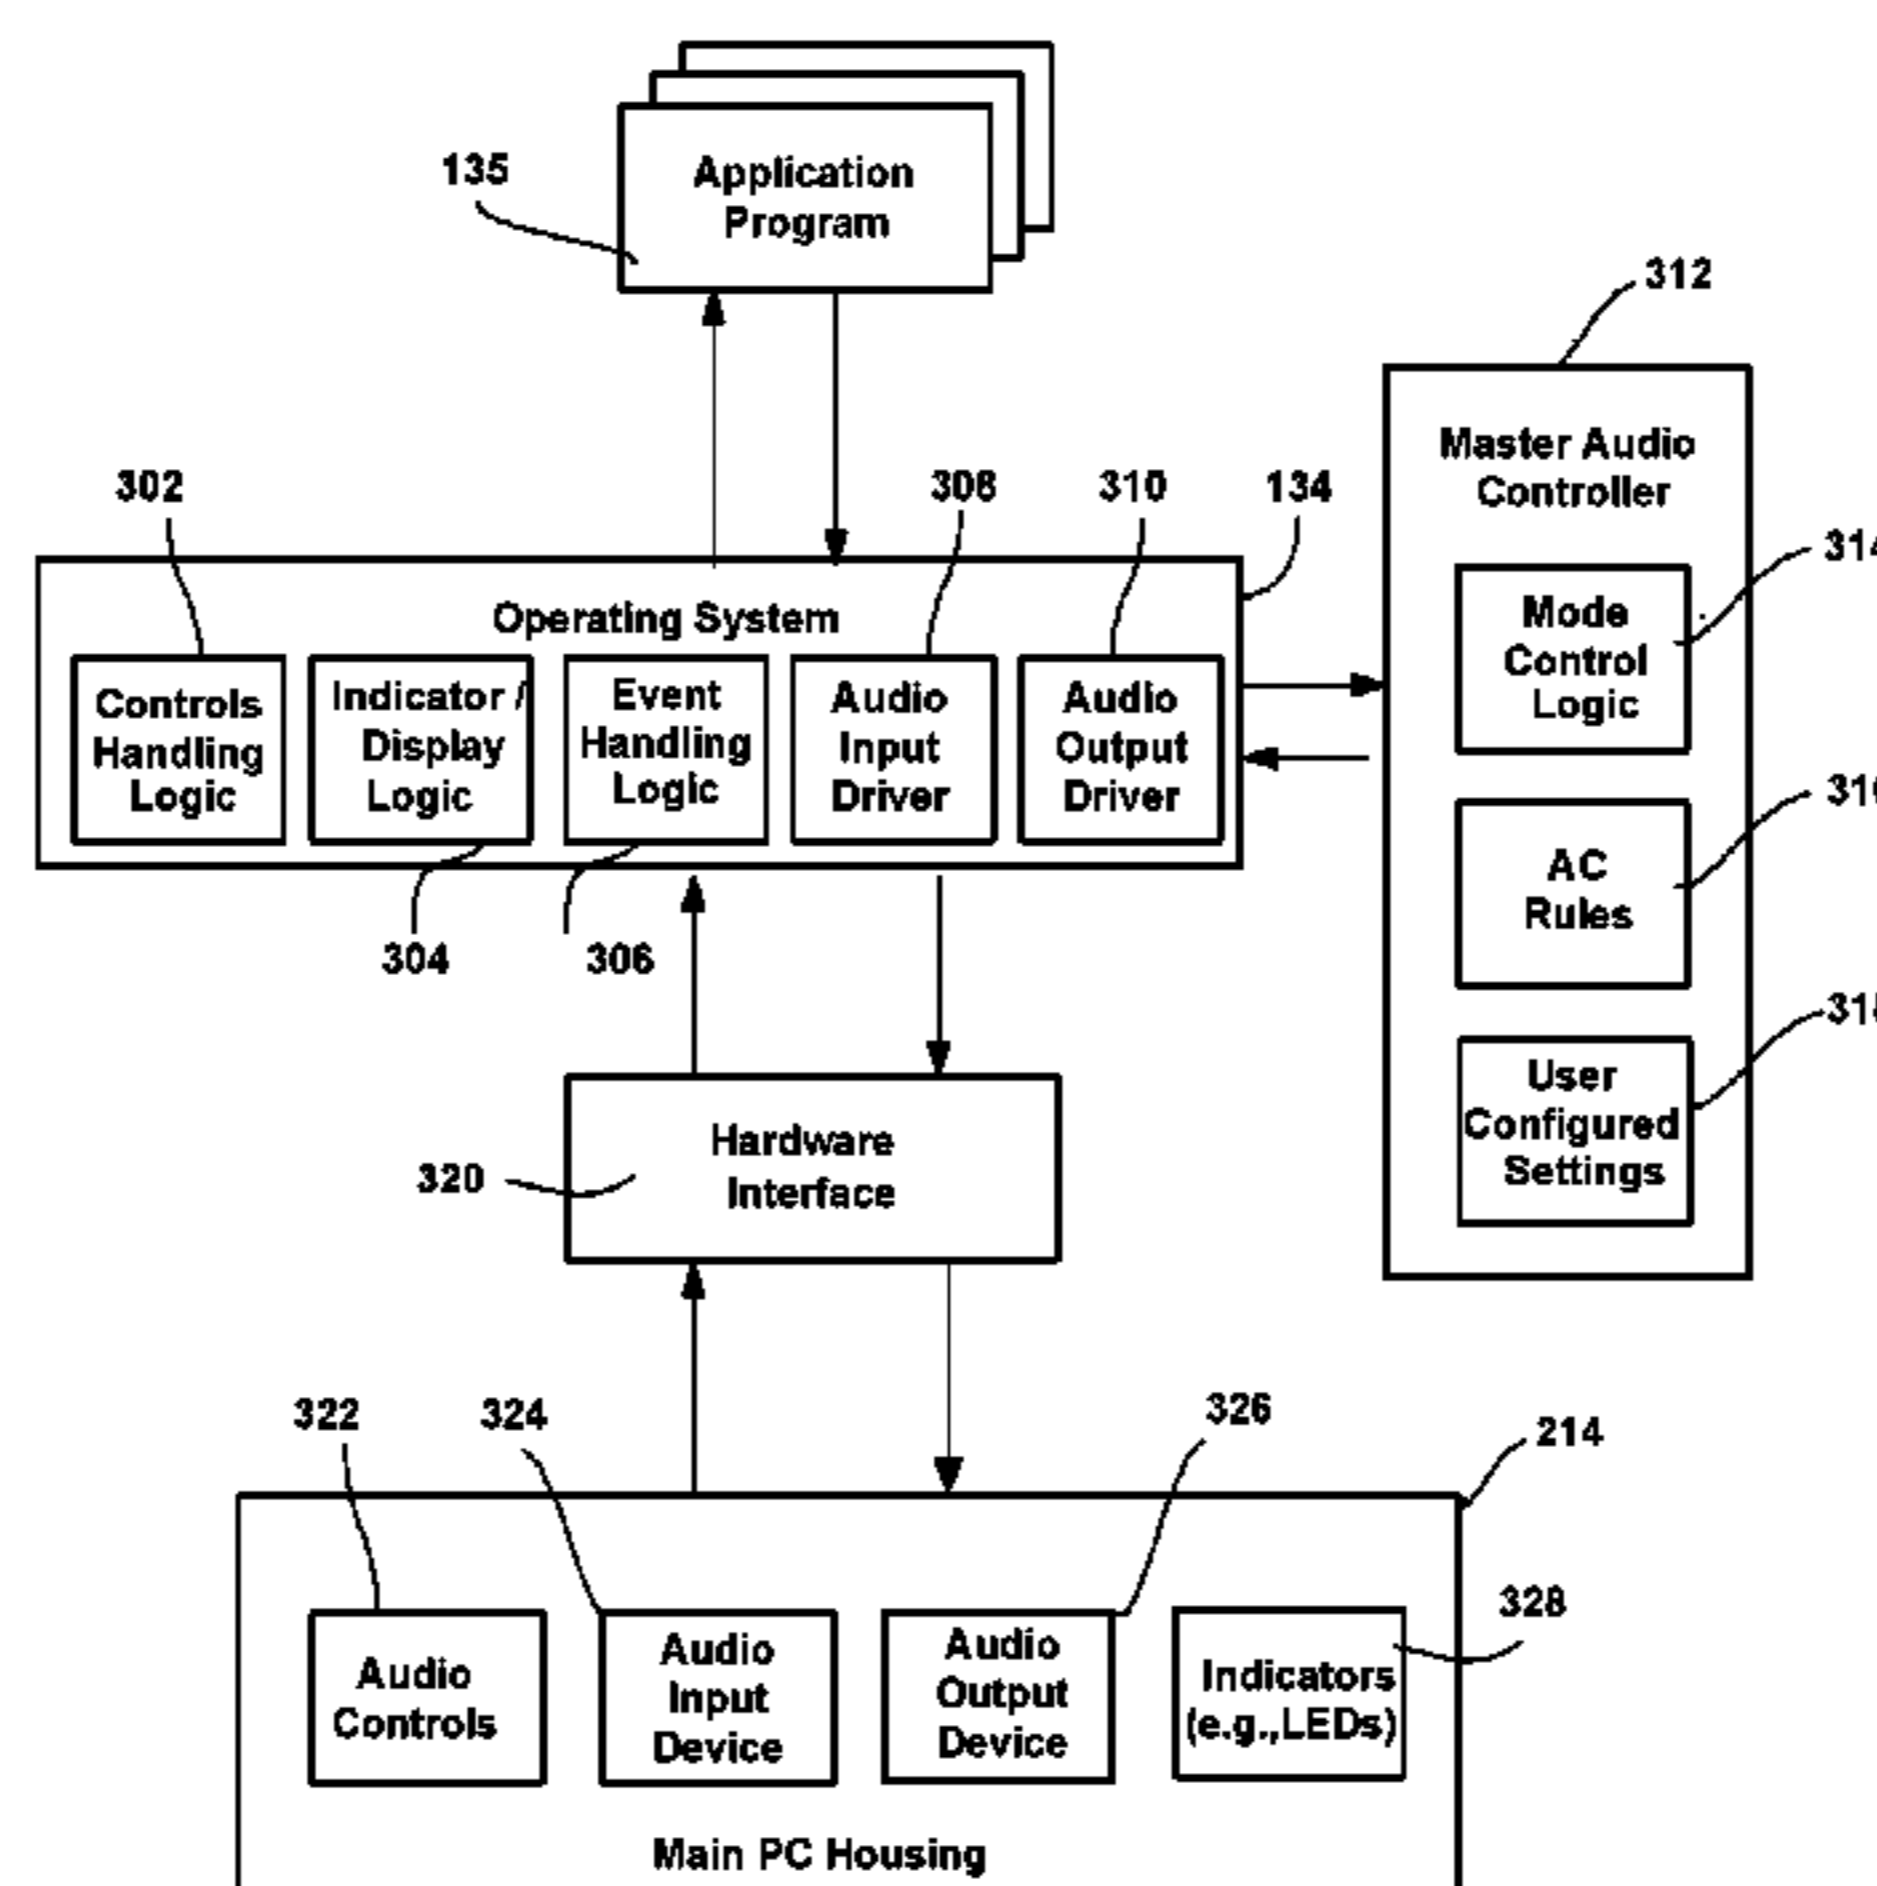 135
Application
Program
312
Master Audio
Controller
302
308
310
134
314
Operating System
Controls
Handling
Logic
Indicator /
Display
Logic
Event
Handling
Logic
Audio
Input
Driver
Audio
Output
Driver
Mode
Control
Logic
304
306
AC
Rules
User
Configured
Settings
320
Hardware
Interface
322
324
326
214
328
Audio
Controls
Audio
Input
Device
Audio
Output
Device
Indicators
(e.g.,LEDs)
Main PC Housing